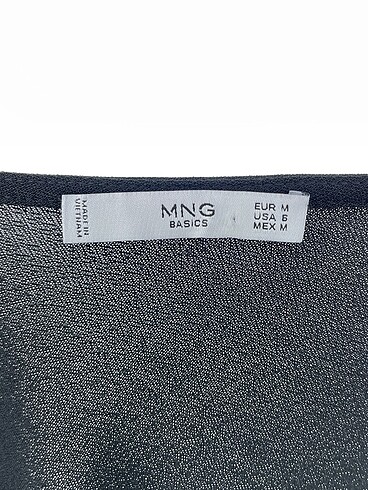 MADE IN
VIETNAM
MNG
BASICS
EUR M
USA 6
MEX M